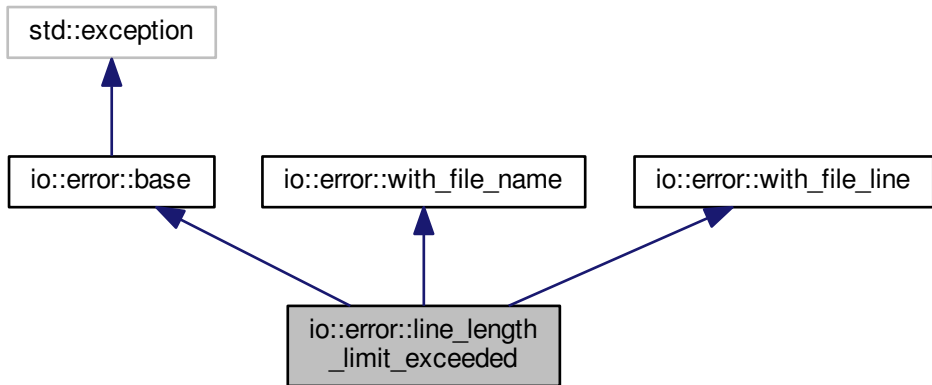 std::exception
io::error::base
io::error::with_file_name
io::error::with_file_line
io::error::line_length
_limit_exceeded